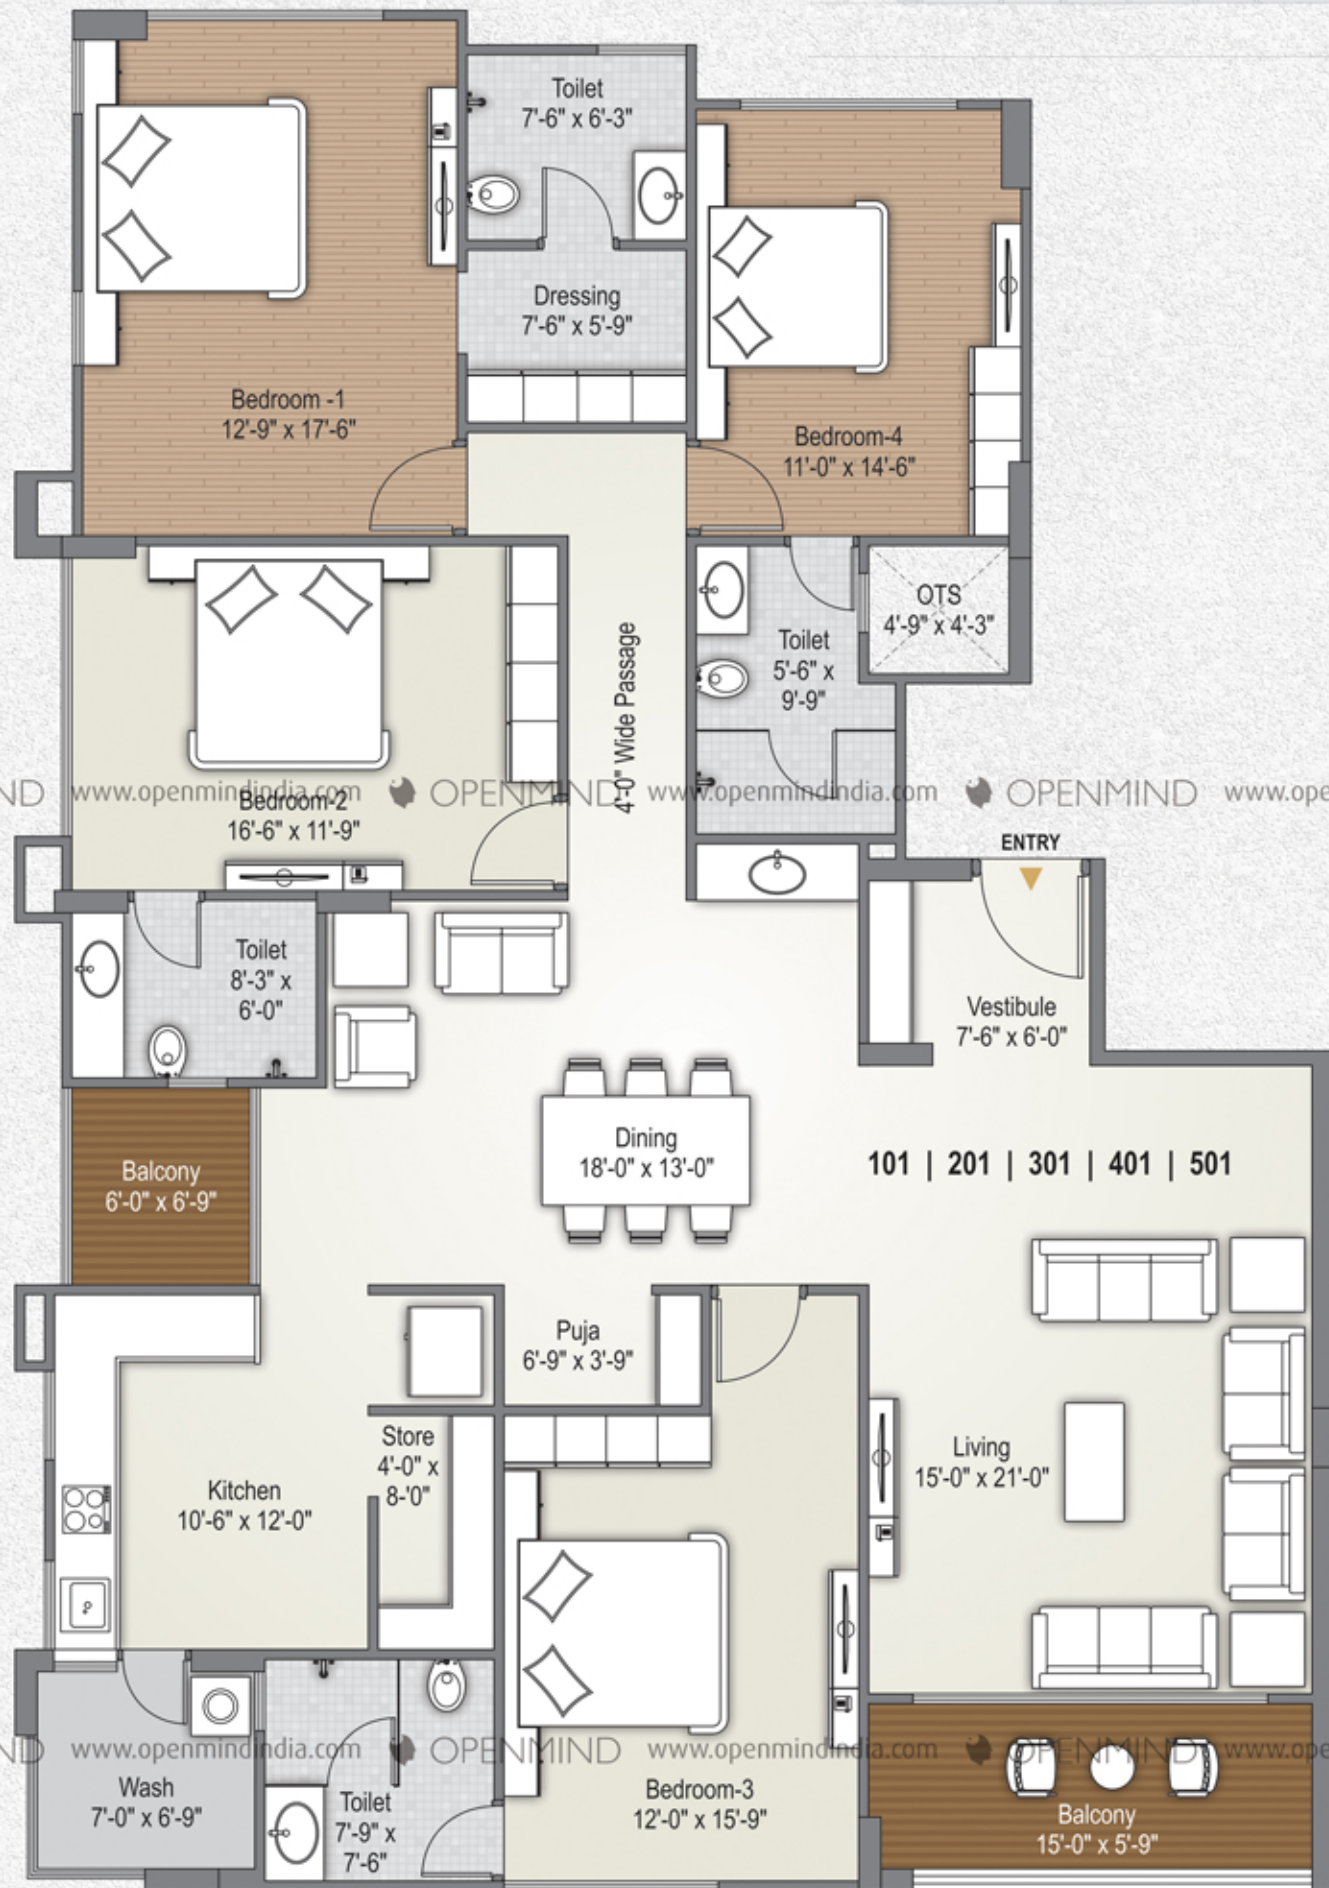 Toilet
7'-6" x 6'-3"
Dressing
7'-6" x 5'-9"
Bedroom -1
12'-9" x 17'-6"
Bedroom-4
11'-0" x 14'-6"
OTS
4'-9" x 4'-3"
Toilet
5'-6" x
9'-9"
4'-0" Wide Passage
ND www.openmindindia.com OPENMIND www.openmindindia.com OPENMIND www.ope
Bedroom-2
16'-6" x 11'-9"
ENTRY
Toilet
8'-3" x
6'-0"
Vestibule
7'-6" x 6'-0"
Dining
18'-0" x 13'-0"
101 | 201 | 301 | 401 | 501
Balcony
6'-0" x 6'-9"
Puja
6'-9" x 3'-9"
Store
4'-0" x
8-'0"
Living
15'-0" x 21'-0"
Kitchen
10'-6" x 12'-0"
ND www.openmindindia.com OPENMIND www.openmindindia.com OPENMIND www.ope
Wash
7'-0" x 6'-9"
Toilet
7'-9" x
7'-6"
Bedroom-3
12'-0" x 15'-9"
Balcony
15'-0" x 5'-9"